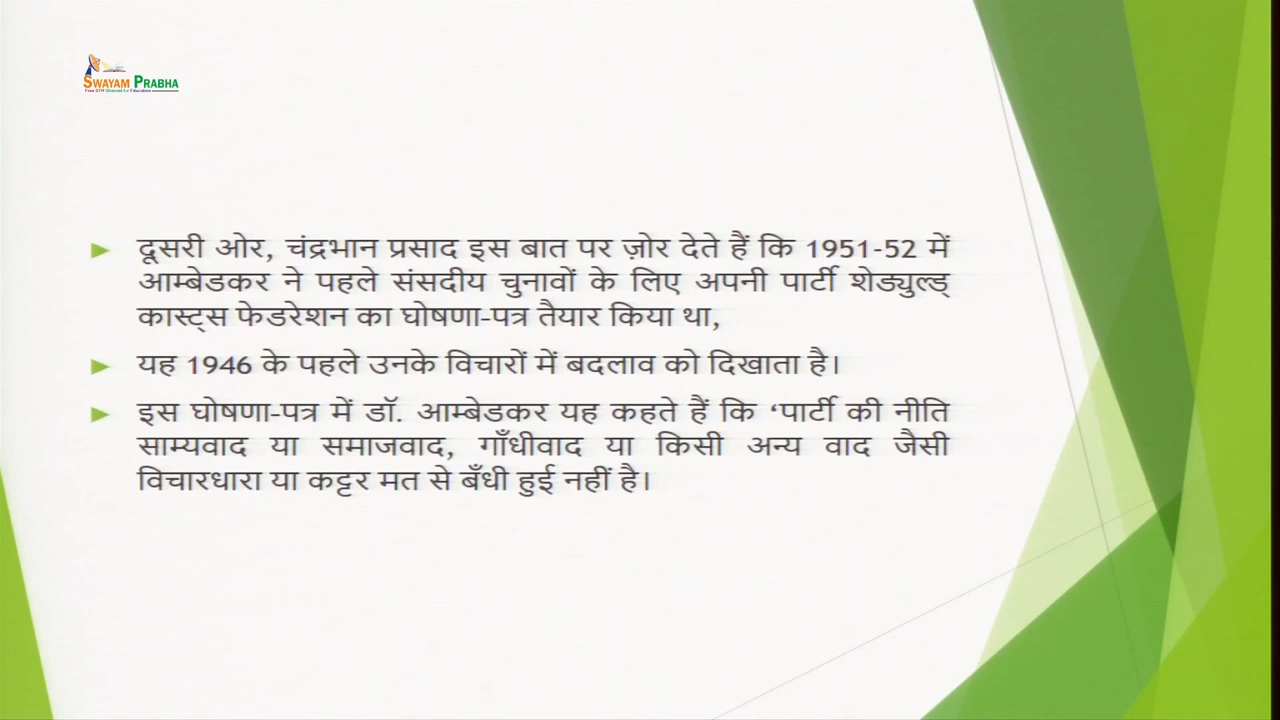 SWAYAM PRABHA
दूसरी ओर, चंद्रभान प्रसाद इस बात पर ज़ोर देते हैं कि 1951-52 में
आम्बेडकर ने पहले संसदीय चुनावों के लिए अपनी पार्टी शेड्युल्ड्
कास्ट्स फेडरेशन का घोषणा-पत्र तैयार किया था,
यह 1946 के पहले उनके विचारों में बदलाव को दिखाता है।
इस घोषणा-पत्र में डॉ. आम्बेडकर यह कहते हैं कि ‘पार्टी की नीति
साम्यवाद या समाजवाद, गाँधीवाद या किसी अन्य वाद जैसी
विचारधारा या कट्टर मत से बँधी हुई नहीं है।